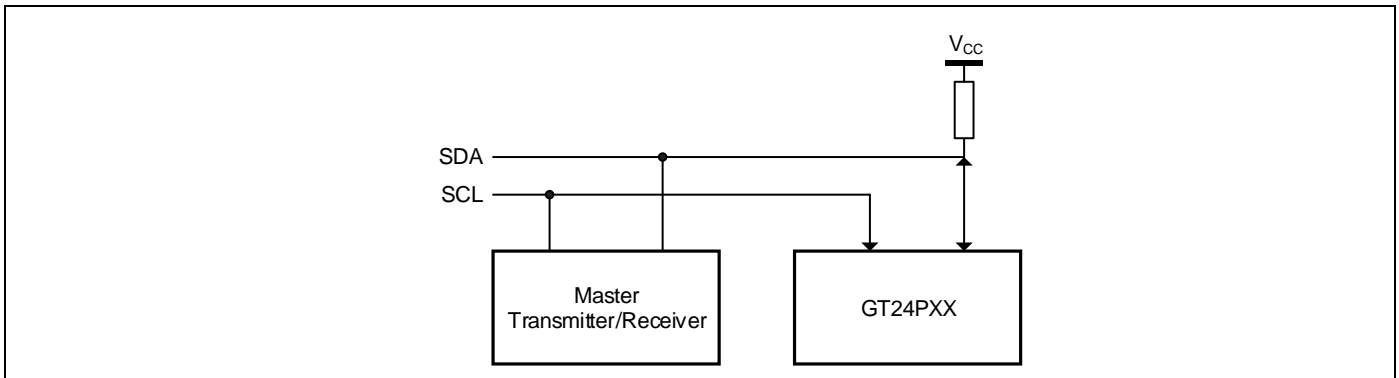 VCC
SDA
SCL
Master
Transmitter/Receiver
GT24PXX